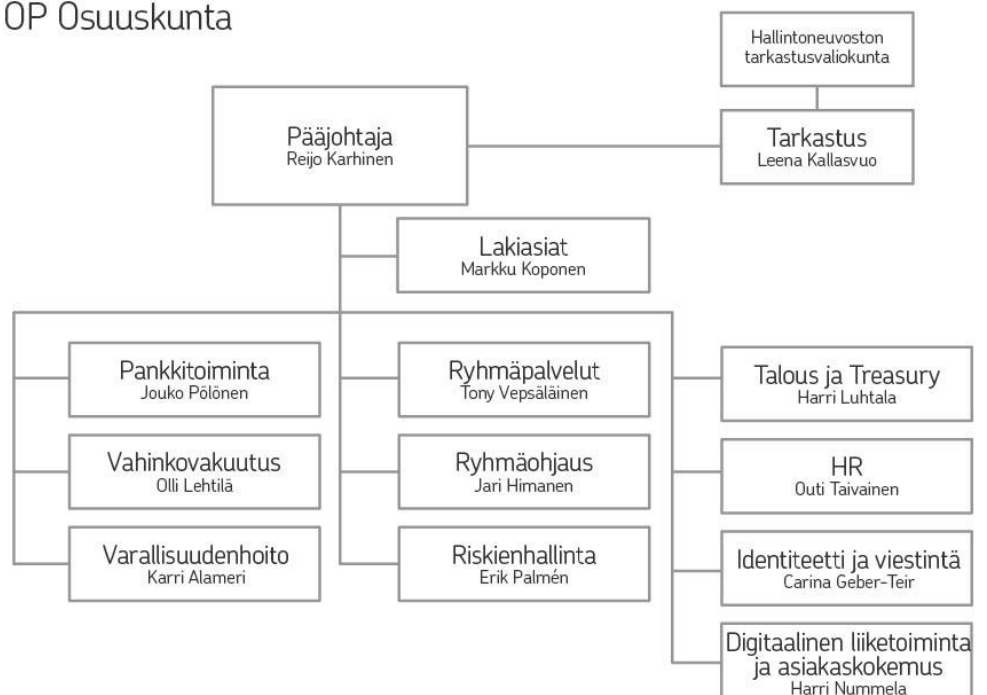 OP Osuuskunta
Hallintoneuvoston
tarkastusvaliokunta
Pääjohtaja
Reijo Karhinen
Tarkastus
Leena Kallasvuo
Lakiasiat
Markku Koponen
Pankkitoiminta
Jouko Pölönen
Vahinkovakuutus
Olli Lehtilä
Varallisuudenhoito
Karri Alameri
Ryhmäpalvelut
Tony Vepsäläinen
Ryhmäohjaus
Jari Himanen
Riskienhallinta
Erik Palmén
Talous ja Treasury
Harri Luhtala
HR
Outi Taivainen
Identiteetti ja viestintä
Carina Geber-Teir
Digitaalinen liiketoiminta
ja asiakaskokemus
Harri Nummela